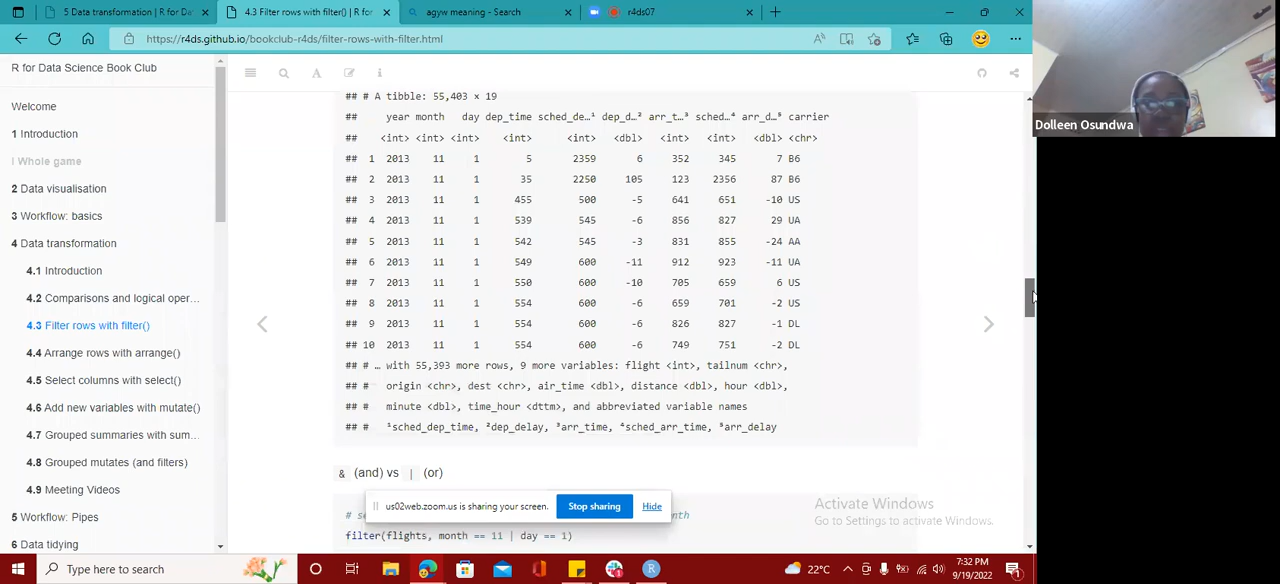 5 Data transformation | R for Da
4.3 Filter rows with filter() | R fo
agyw meaning - Search
r4ds07
https://r4ds.github.io/bookclub-r4ds/filter-rows-with-filter.html
R for Data Science Book Club
Welcome
1 Introduction
I Whole game
2 Data visualisation
3 Workflow: basics
4 Data transformation
4.1 Introduction
4.2 Comparisons and logical oper...
4.3 Filter rows with filter()
4.4 Arrange rows with arrange()
4.5 Select columns with select()
4.6 Add new variables with mutate()
4.7 Grouped summaries with sum...
4.8 Grouped mutates (and filters)
4.9 Meeting Videos
5 Workflow: Pipes
6 Data tidying
## # A tibble: 55,403 × 19
## year month day dep_time sched_de…¹ dep_d…² arr_t…³ sched…⁴ arr_d…⁵ carrier
## <int> <int> <int> <int> <int> <dbl> <int> <int> <dbl> <chr>
## 1 2013 11 1 5 2359 6 352 345 7 B6
## 2 2013 11 1 35 2250 105 123 2356 87 B6
## 3 2013 11 1 455 500 -5 641 651 -10 US
## 4 2013 11 1 539 545 -6 856 827 29 UA
## 5 2013 11 1 542 545 -3 831 855 -24 AA
## 6 2013 11 1 549 600 -11 912 923 -11 UA
## 7 2013 11 1 550 600 -10 705 659 6 US
## 8 2013 11 1 554 600 -6 659 701 -2 US
## 9 2013 11 1 554 600 -6 826 827 -1 DL
## 10 2013 11 1 554 600 -6 749 751 -2 DL
## # … with 55,393 more rows, 9 more variables: flight <int>, tailnum <chr>,
## # origin <chr>, dest <chr>, air_time <dbl>, distance <dbl>, hour <dbl>,
## # minute <dbl>, time_hour <dttm>, and abbreviated variable names
## # ¹sched_dep_time, ²dep_delay, ³arr_time, ⁴sched_arr_time, ⁵arr_delay
& (and) vs | (or)
us02web.zoom.us is sharing your screen.
Stop sharing
Hide
filter(flights, month == 11 | day == 1)
Activate Windows
Go to Settings to activate Windows.
Dolleen Osundwa
Type here to search
22°C
7:32 PM
9/19/2022